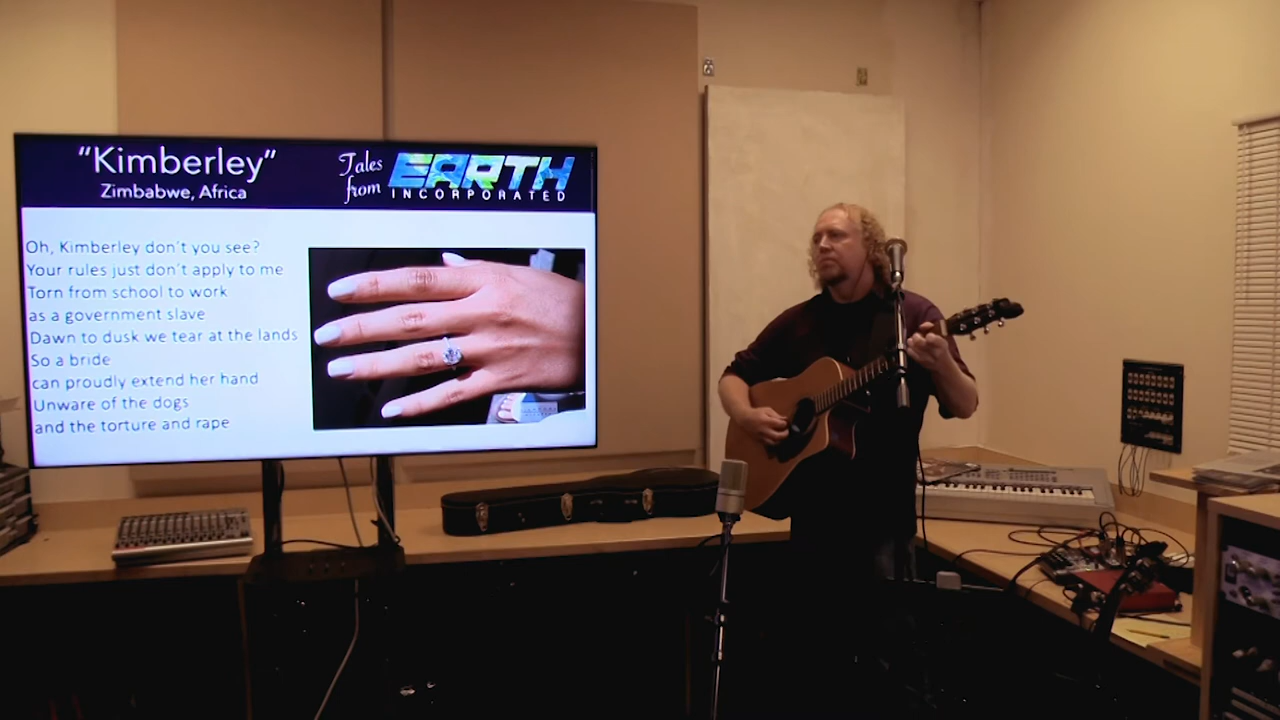 "Kimberley"
Zimbabwe, Africa
Tales from EARTH
INCORPORATED
Oh, Kimberley don't you see?
Your rules just don't apply to me
Torn from school to work
as a government slave
Dawn to dusk we tear at the lands
So a bride
can proudly extend her hand
Unware of the dogs
and the torture and rape